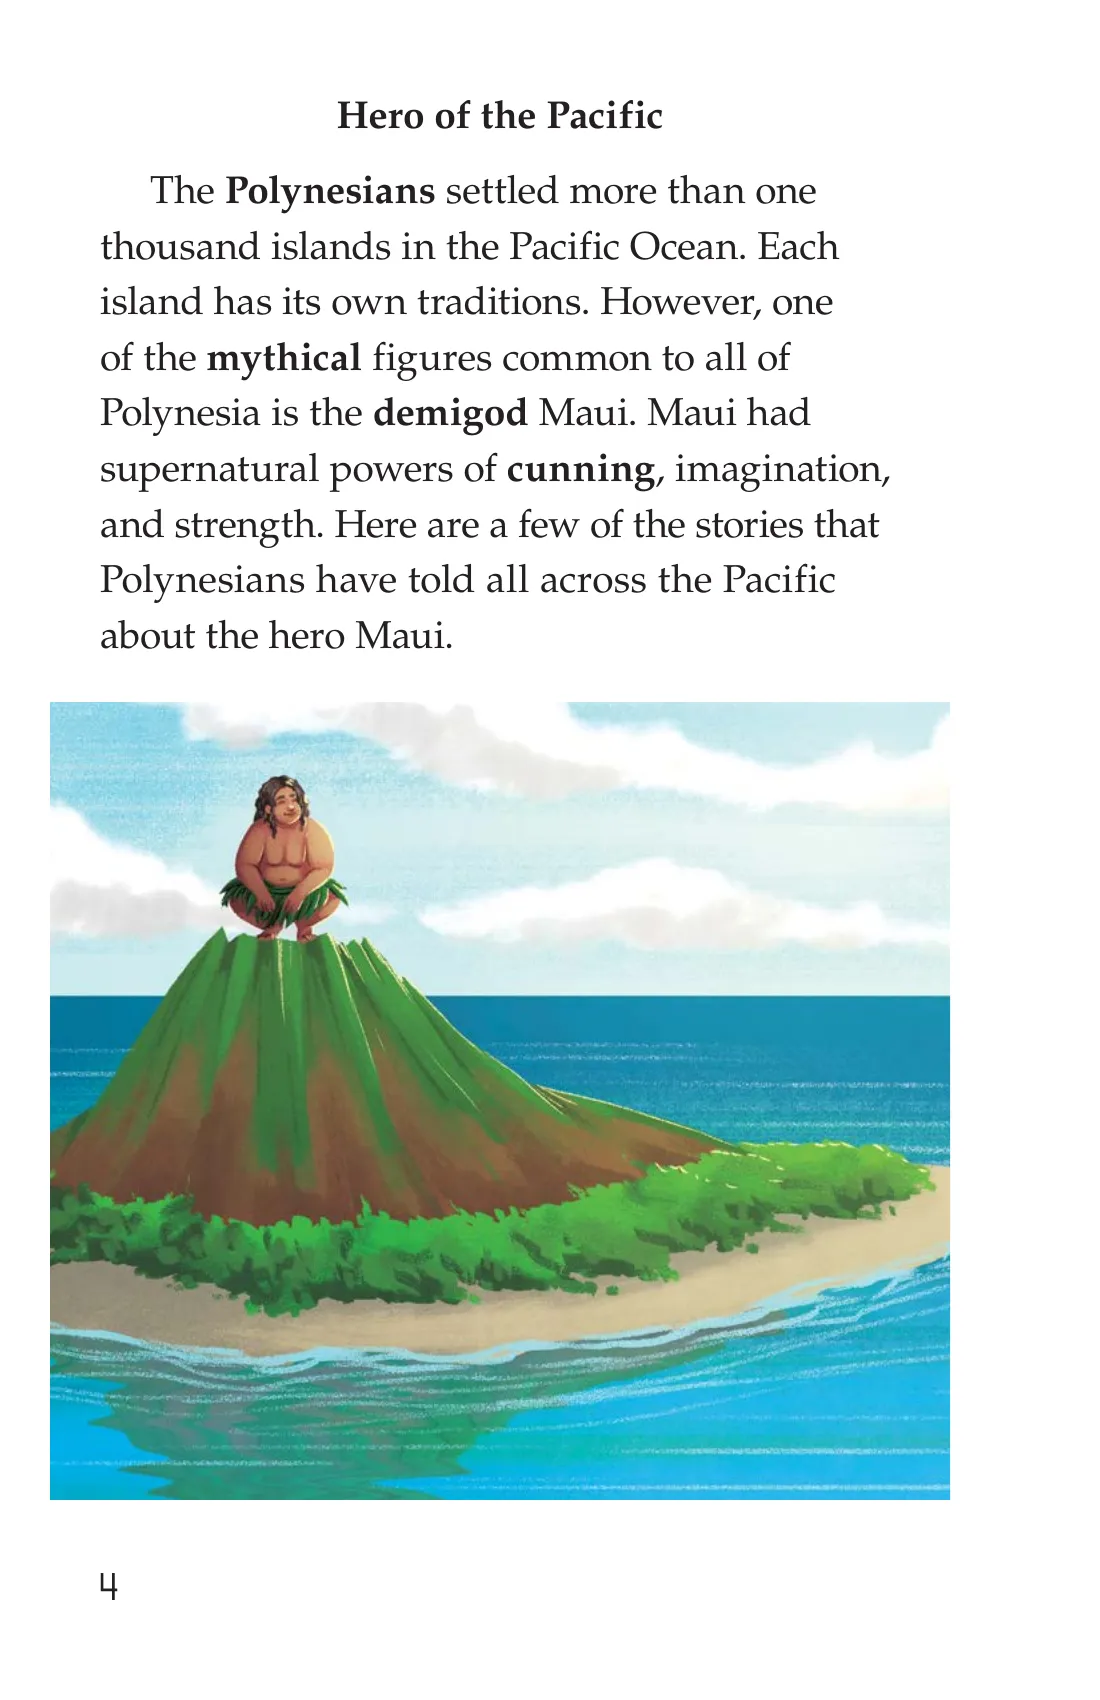 Hero of the Pacific
The Polynesians settled more than one
thousand islands in the Pacific Ocean. Each
island has its own traditions. However, one
of the mythical figures common to all of
Polynesia is the demigod Maui. Maui had
supernatural powers of cunning, imagination,
and strength. Here are a few of the stories that
Polynesians have told all across the Pacific
about the hero Maui.
4